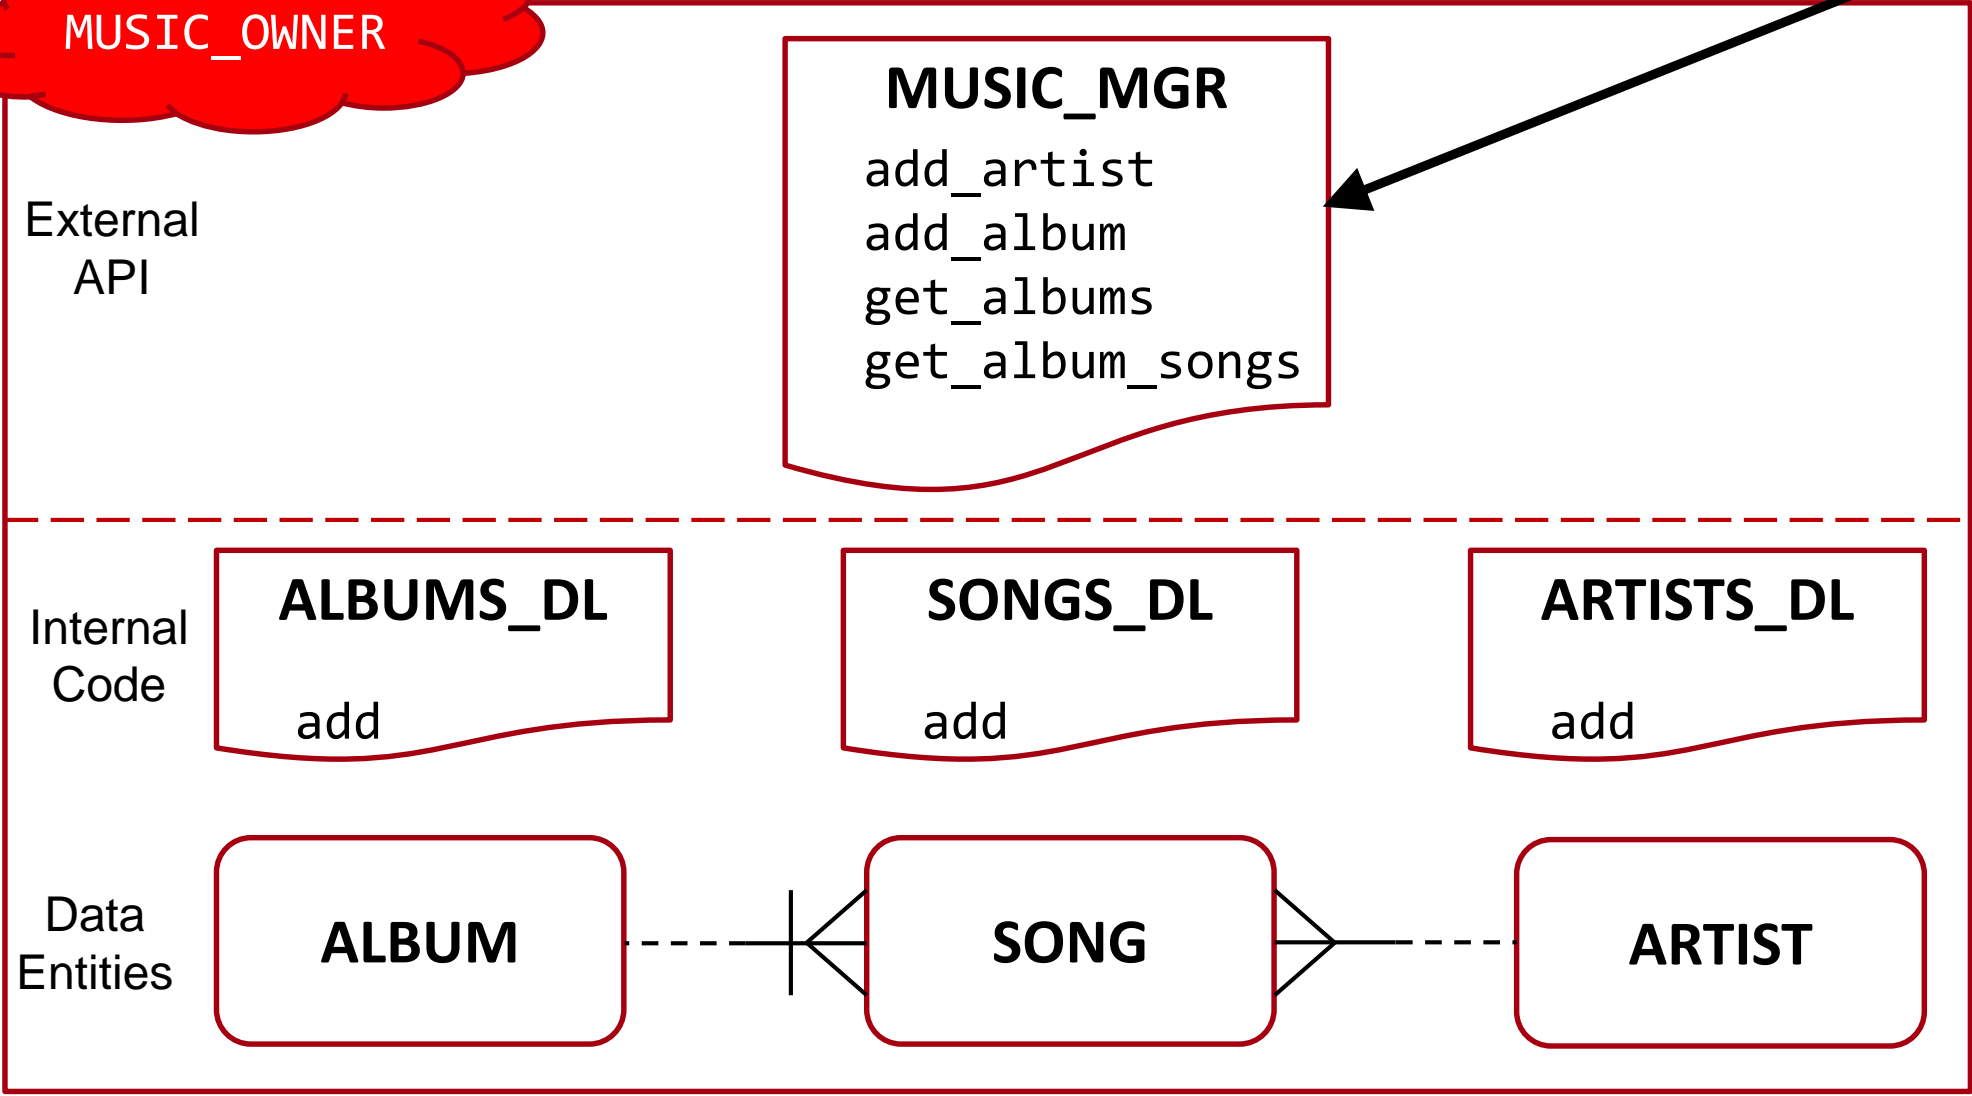 MUSIC_OWNER
External
API
MUSIC_MGR
add_artist
add_album
get_albums
get_album_songs
Internal
Code
ALBUMS_DL
add
SONGS_DL
add
ARTISTS_DL
add
Data
Entities
ALBUM
SONG
ARTIST